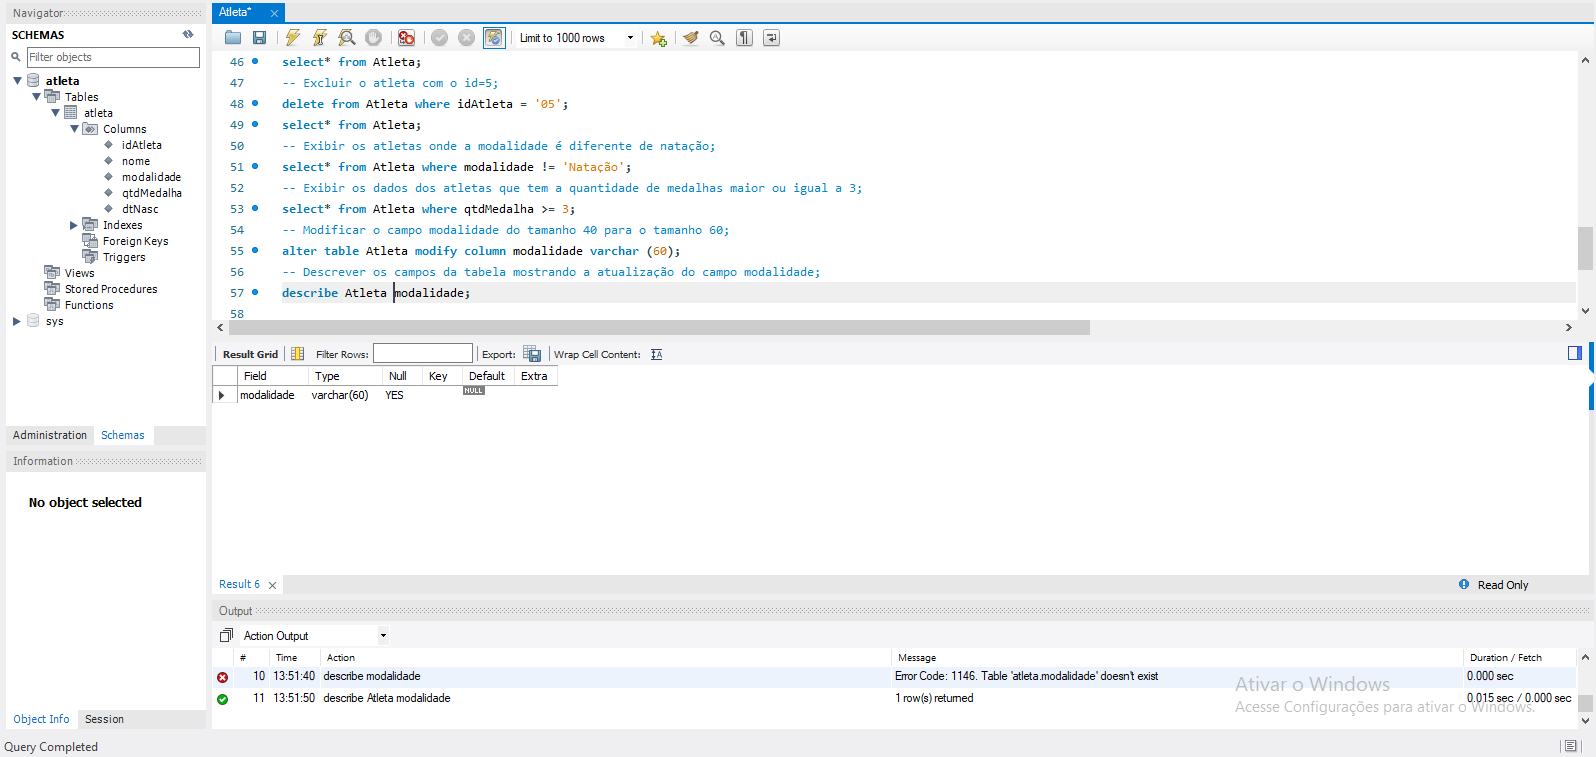 Navigator
SCHEMAS
Filter objects
atleta
Tables
atleta
Columns
idAtleta
nome
modalidade
qtdMedalha
dtNasc
Indexes
Foreign Keys
Triggers
Views
Stored Procedures
Functions
sys
Administration Schemas
Information
No object selected
Object Info Session
Query Completed
Atleta*
Limit to 1000 rows
46 select* from Atleta;
47 -- Excluir o atleta com o id=5;
48 delete from Atleta where idAtleta = '05';
49 select* from Atleta;
50 -- Exibir os atletas onde a modalidade é diferente de natação;
51 select* from Atleta where modalidade != 'Natação';
52 -- Exibir os dados dos atletas que tem a quantidade de medalhas maior ou igual a 3;
53 select* from Atleta where qtdMedalha >= 3;
54 -- Modificar o campo modalidade do tamanho 40 para o tamanho 60;
55 alter table Atleta modify column modalidade varchar (60);
56 -- Descrever os campos da tabela mostrando a atualização do campo modalidade;
57 describe Atleta modalidade;
58
Result Grid Filter Rows: Export: Wrap Cell Content:
Field Type Null Key Default Extra
modalidade varchar(60) YES NULL
Result 6 Read Only
Output
Action Output
# Time Action Message Duration / Fetch
10 13:51:40 describe modalidade Error Code: 1146. Table 'atleta.modalidade' doesn't exist 0.000 sec
11 13:51:50 describe Atleta modalidade 1 row(s) returned 0.015 sec / 0.000 sec
Ativar o Windows
Acesse Configurações para ativar o Windows.